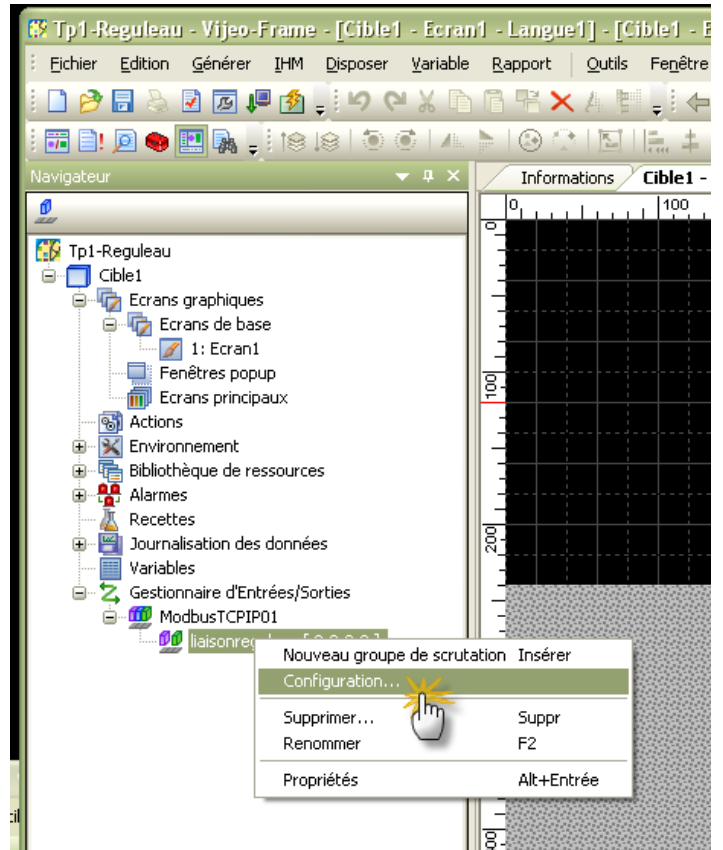 Tp1-Reguleau - Vijeo-Frame - [Cible1 - Ecran1 - Langue1] - [Cible1 - E
Fichier Edition Générer IHM Disposer Variable Rapport Outils Fenêtre
Navigateur
Informations Cible1 -
0 100
Tp1-Reguleau
Cible1
Ecrans graphiques
Ecrans de base
1: Ecran1
Fenêtres popup
Ecrans principaux
Actions
Environnement
Bibliothèque de ressources
Alarmes
Recettes
Journalisation des données
Variables
Gestionnaire d'Entrées/Sorties
ModbusTCPIP01
Nouveau groupe de scrutation Insérer
Configuration...
Supprimer... Suppr
Renommer F2
Propriétés Alt+Entrée
0
100
200